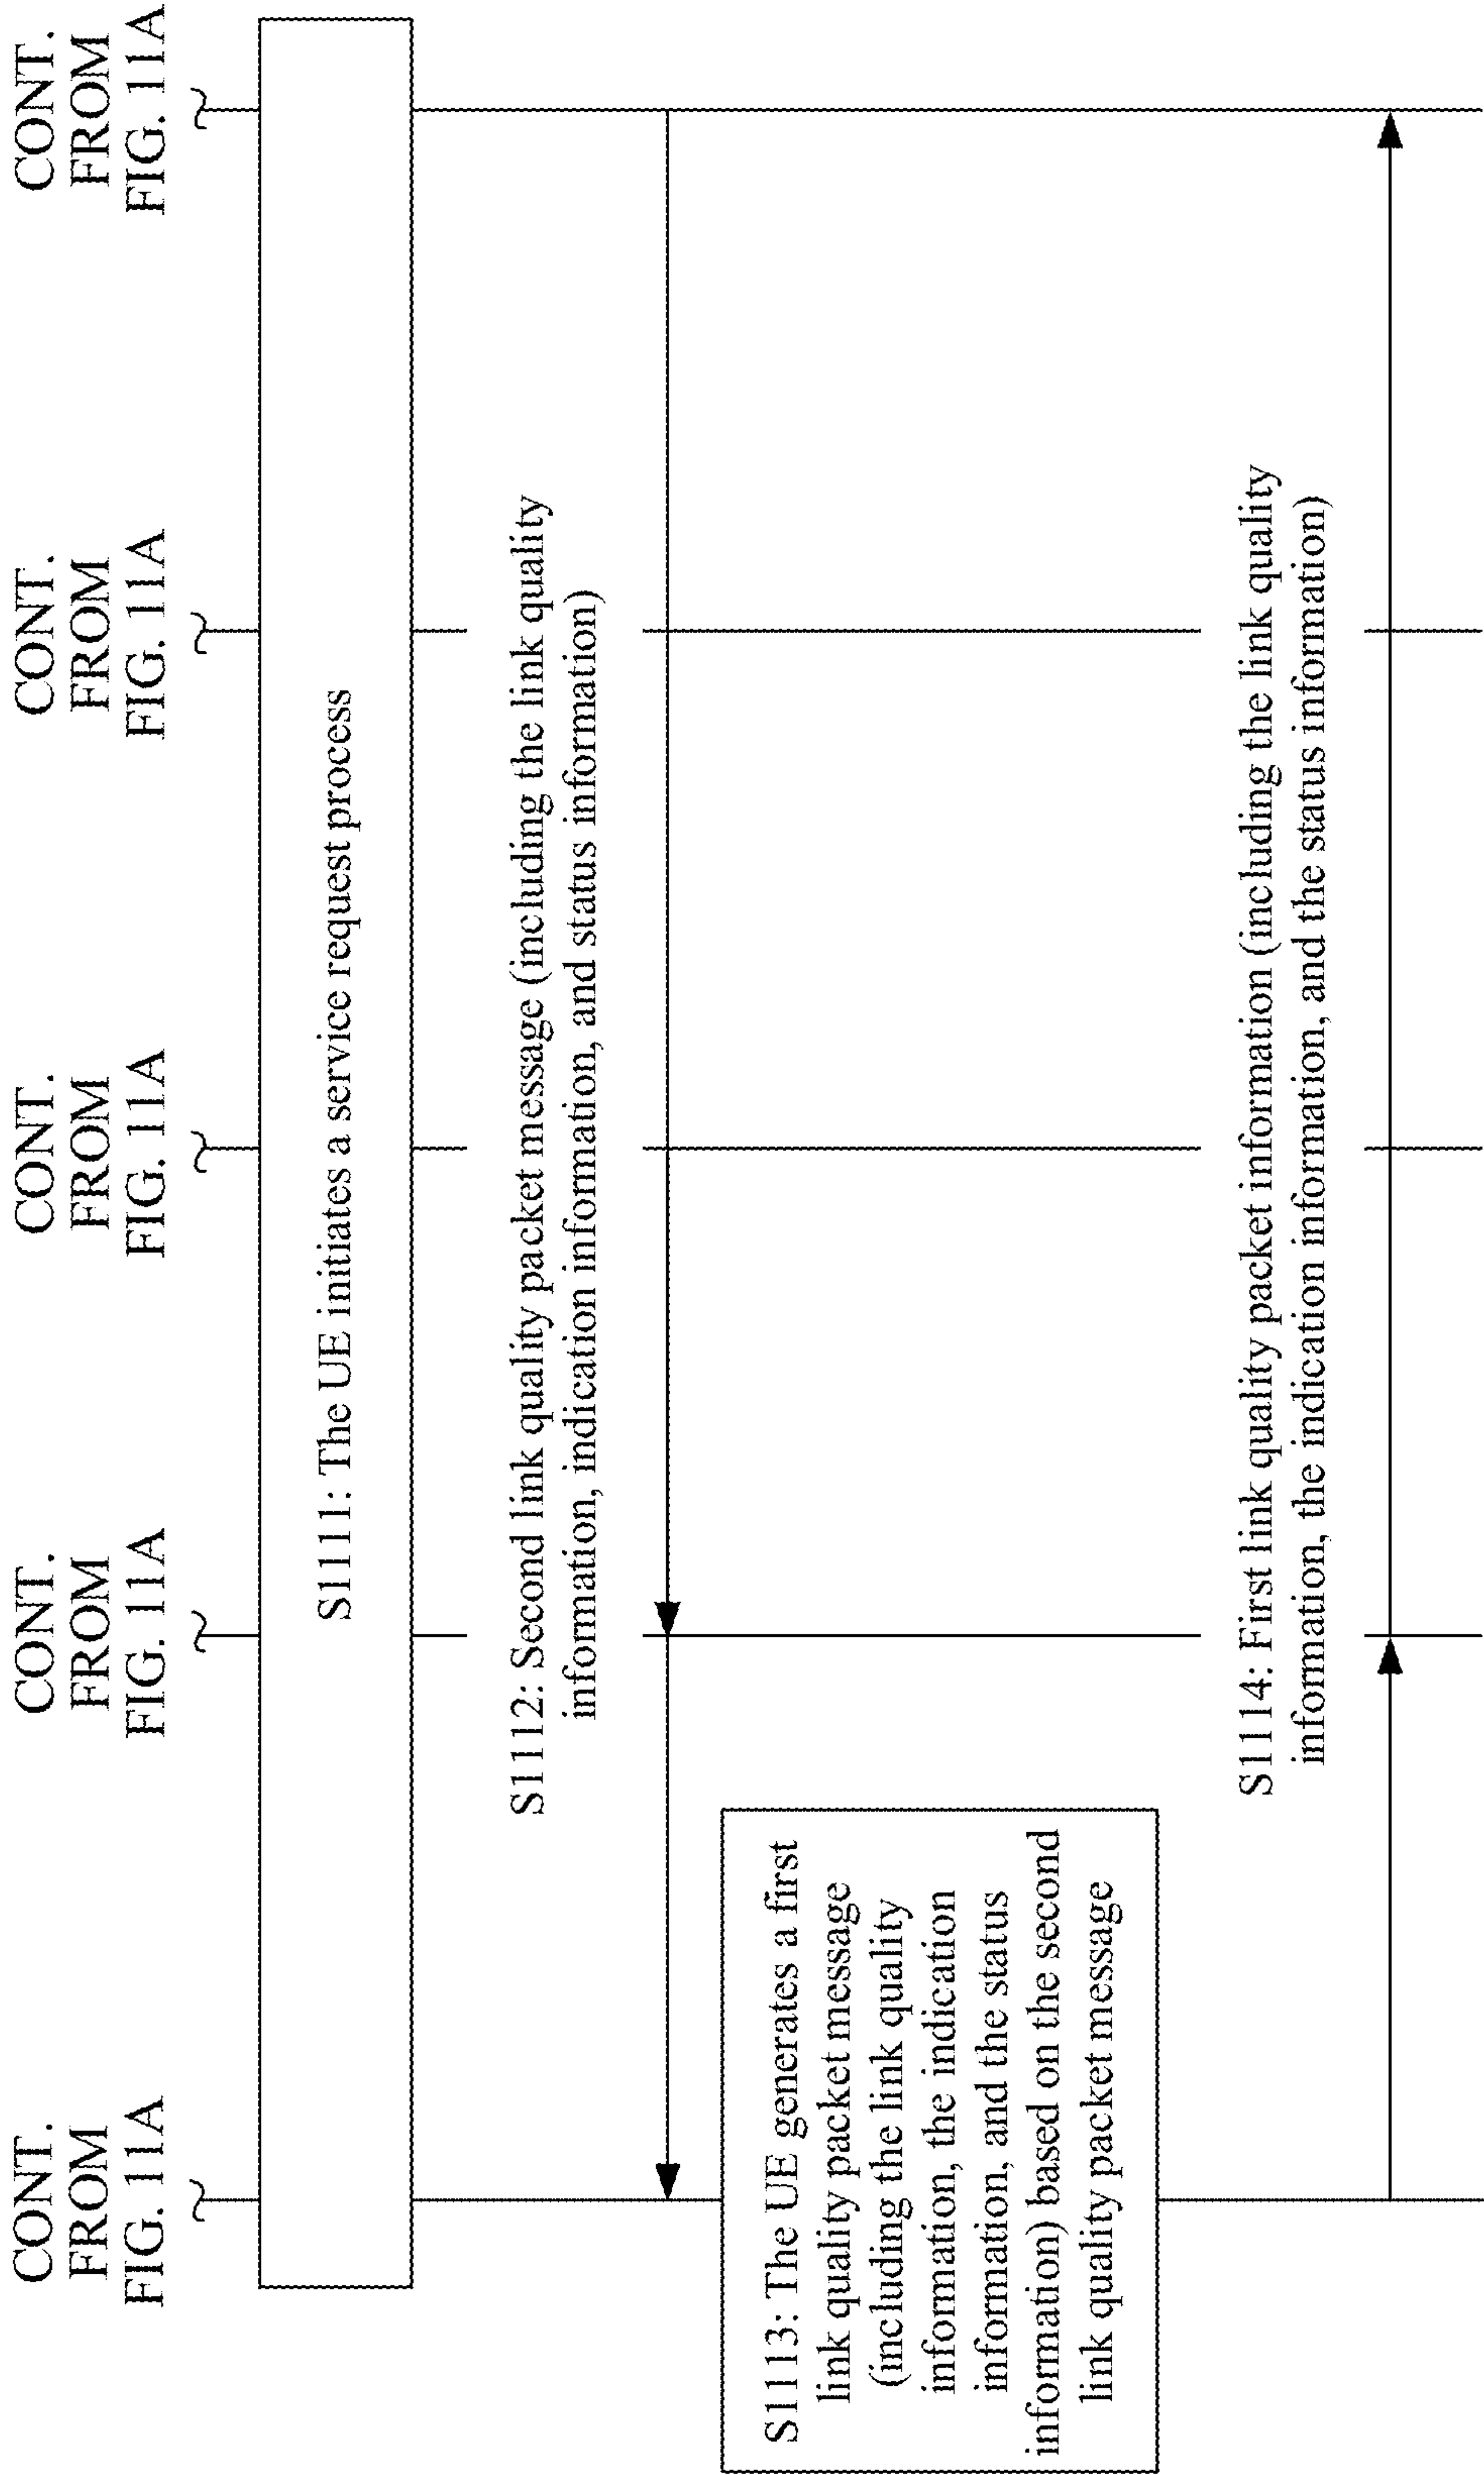 CONT.
FROM
FIG. 11A
CONT.
FROM
FIG. 11A
CONT.
FROM
FIG. 11A
CONT.
FROM
FIG. 11A
CONT.
FROM
FIG. 11A
S1111: The UE initiates a service request process
S1112: Second link quality packet message (including the link quality
information, indication information, and status information)
S1113: The UE generates a first
link quality packet message
(including the link quality
information, the indication
information, and the status
information) based on the second
link quality packet message
S1114: First link quality packet information (including the link quality
information, the indication information, and the status information)